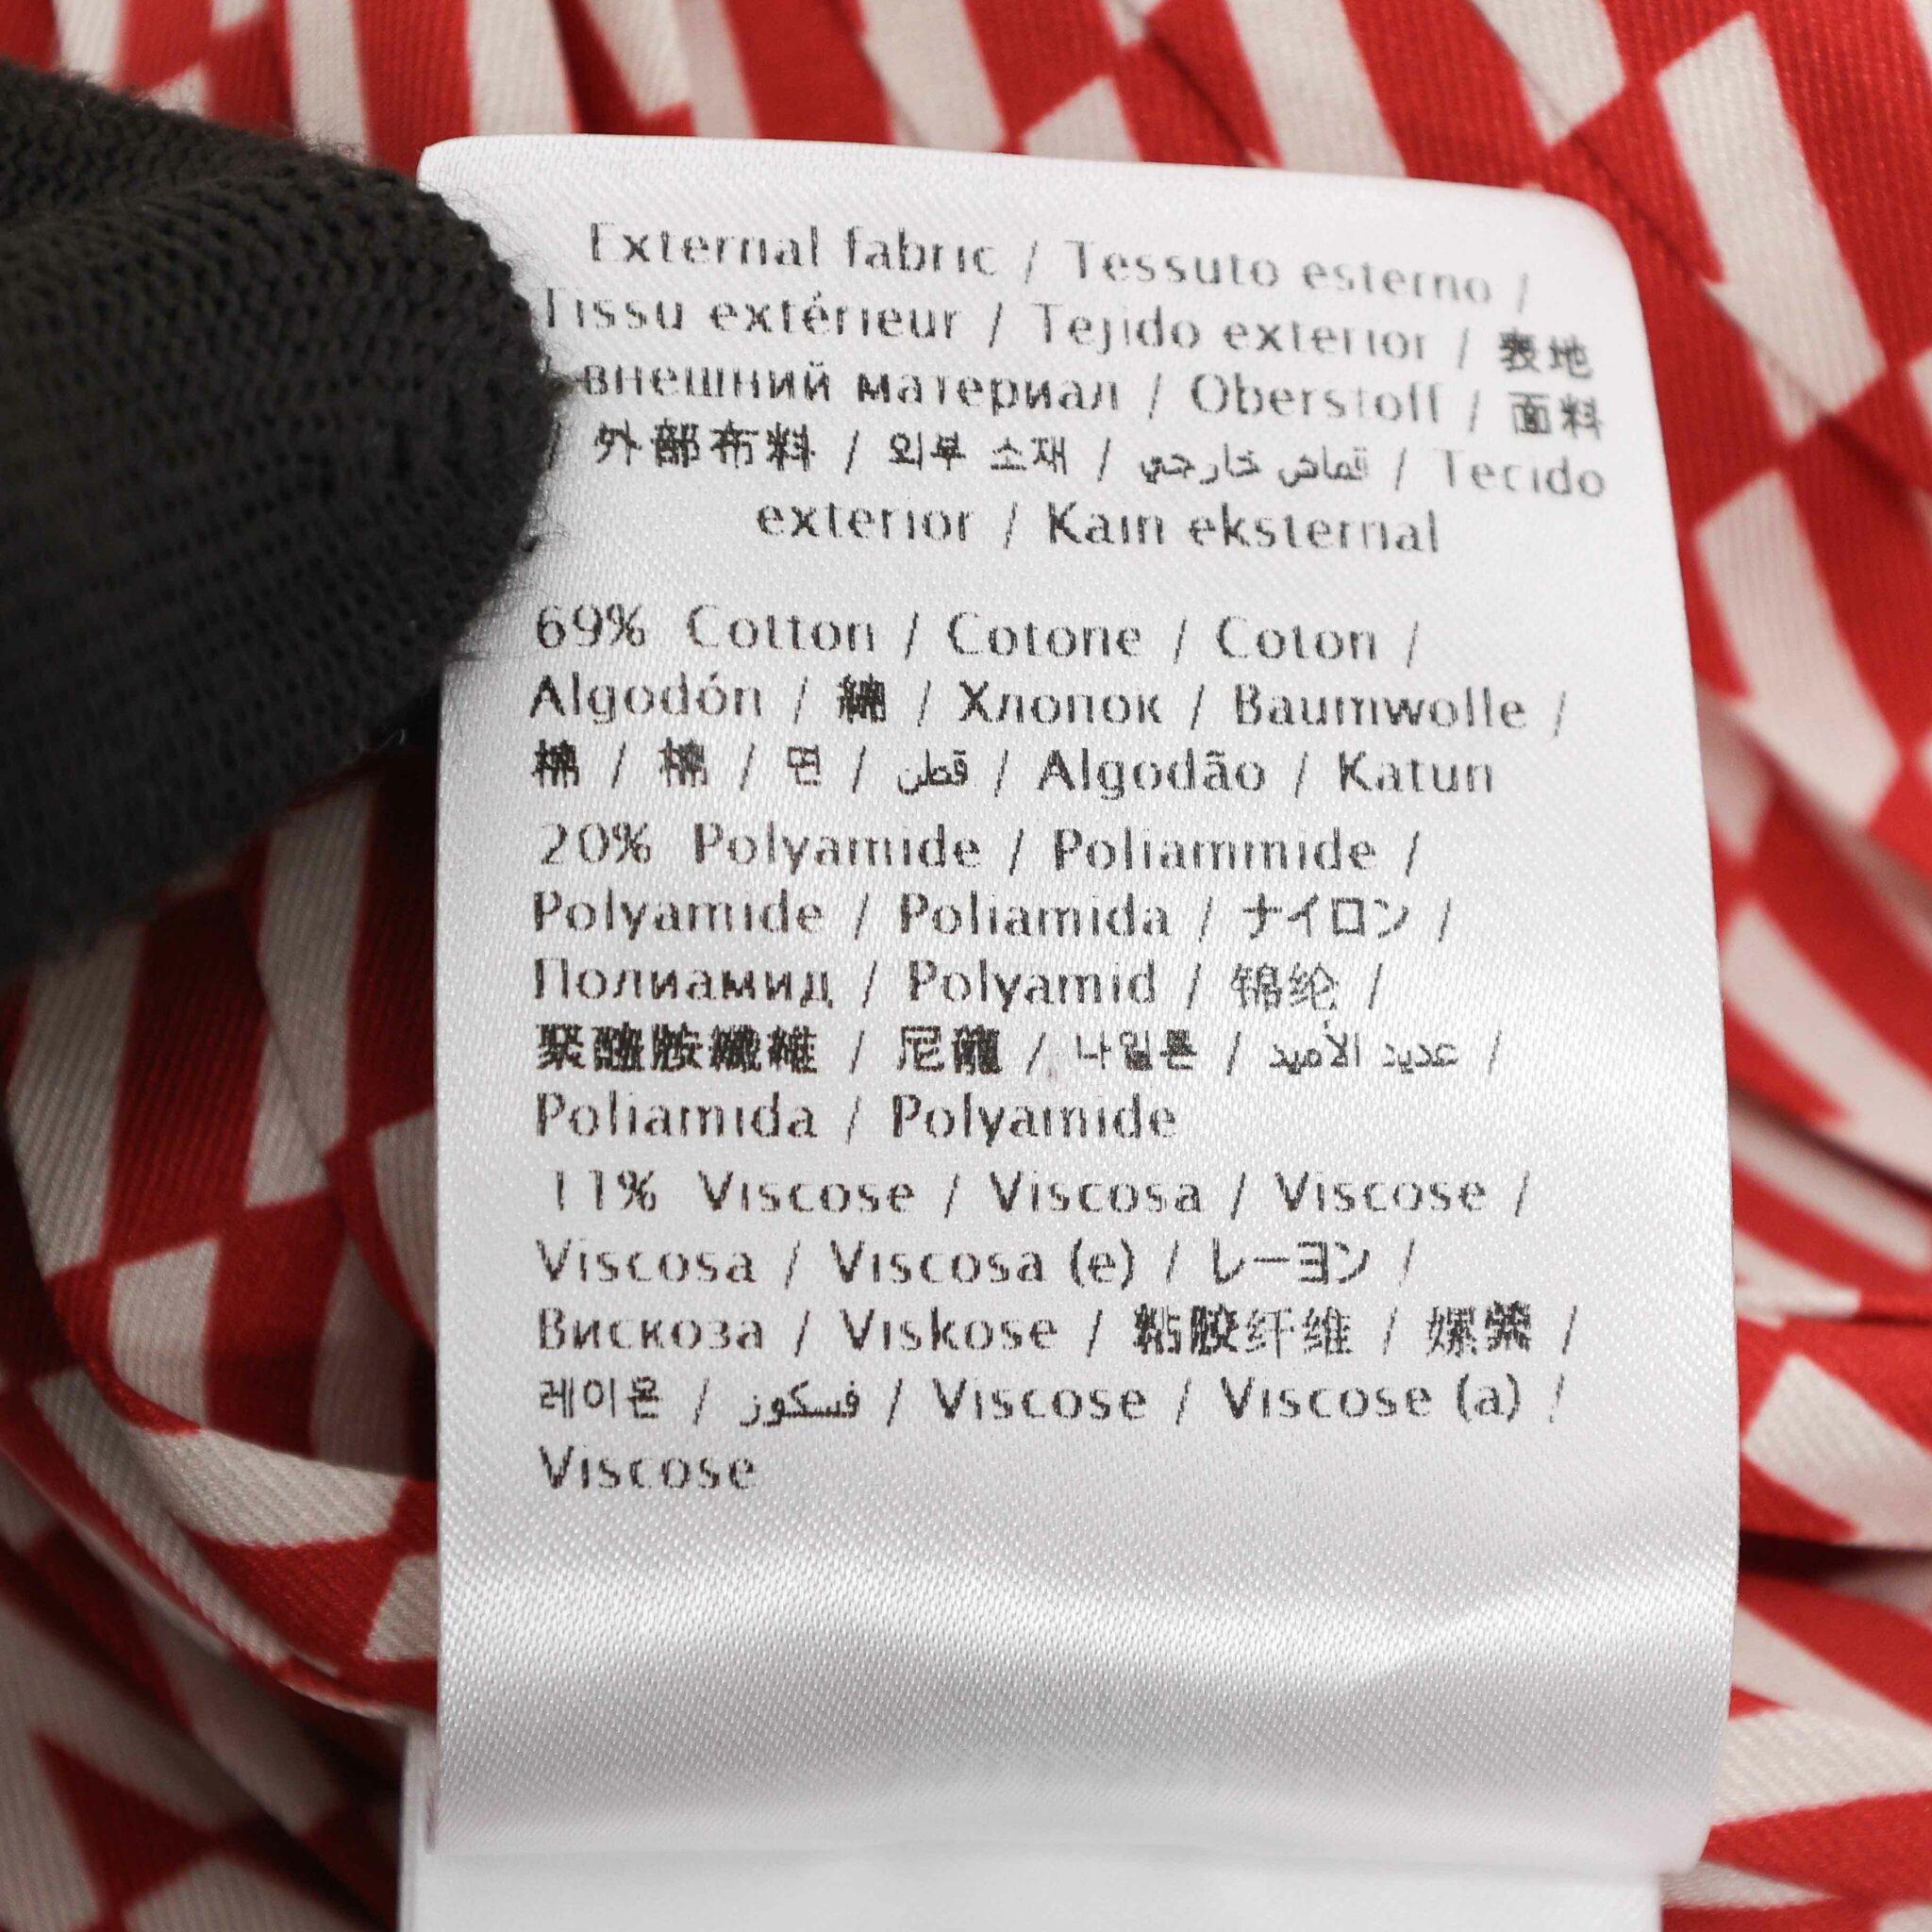 External fabric / Tessuto esterno /
Tissu extérieur / Tejido exterior / 表地
/ внешний материал / Oberstoff / 面料
/ 外部布料 / 외부 소재 / قماش خارجي / Tecido
exterior / Kain eksternal
69% Cotton / Cotone / Coton /
Algodón / 綿 / Хлопок / Baumwolle /
棉 / 棉 / 면 / قطن / Algodão / Katun
20% Polyamide / Poliammide /
Polyamide / Poliamida / ナイロン /
Полиамид / Polyamid / 锦纶 /
聚醯胺纖維 / 尼龍 / 나일론 / عديد الأميد /
Poliamida / Polyamide
11% Viscose / Viscosa / Viscose /
Viscosa / Viscosa (e) / レーヨン /
Вискоза / Viskose / 粘胶纤维 / 嫘縈 /
레이온 / فسكوز / Viscose / Viscose (a) /
Viscose